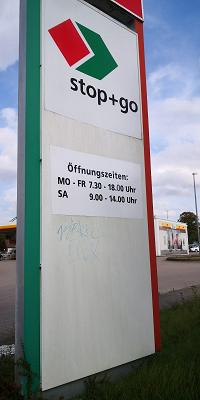 stop+go
Öffnungszeiten:
MO - FR 7.30 - 18.00 Uhr
SA 9.00 - 14.00 Uhr